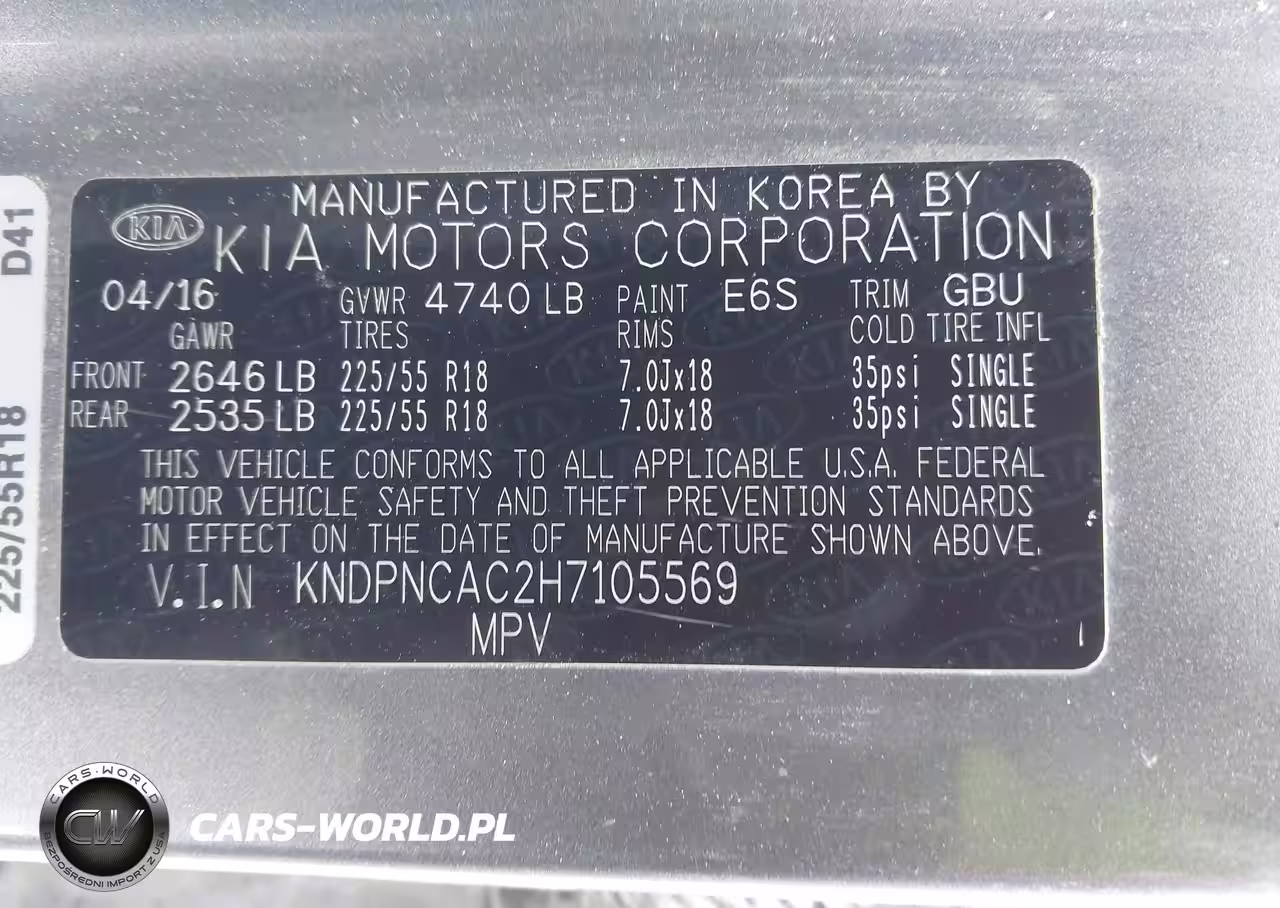 MANUFACTURED IN KOREA BY
KIA KIA MOTORS CORPORATION
04/16 GVWR 4740 LB PAINT E6S TRIM GBU
GAWR TIRES RIMS COLD TIRE INFL
FRONT 2646 LB 225/55 R18 7.0Jx18 35psi SINGLE
REAR 2535 LB 225/55 R18 7.0Jx18 35psi SINGLE
THIS VEHICLE CONFORMS TO ALL APPLICABLE U.S.A. FEDERAL
MOTOR VEHICLE SAFETY AND THEFT PREVENTION STANDARDS
IN EFFECT ON THE DATE OF MANUFACTURE SHOWN ABOVE.
V.I.N KNDPNCAC2H7105569
MPV
225/55R18 D41
CARS-WORLD
CW
BEZPOŚREDNI IMPORT Z USA
CARS-WORLD.PL